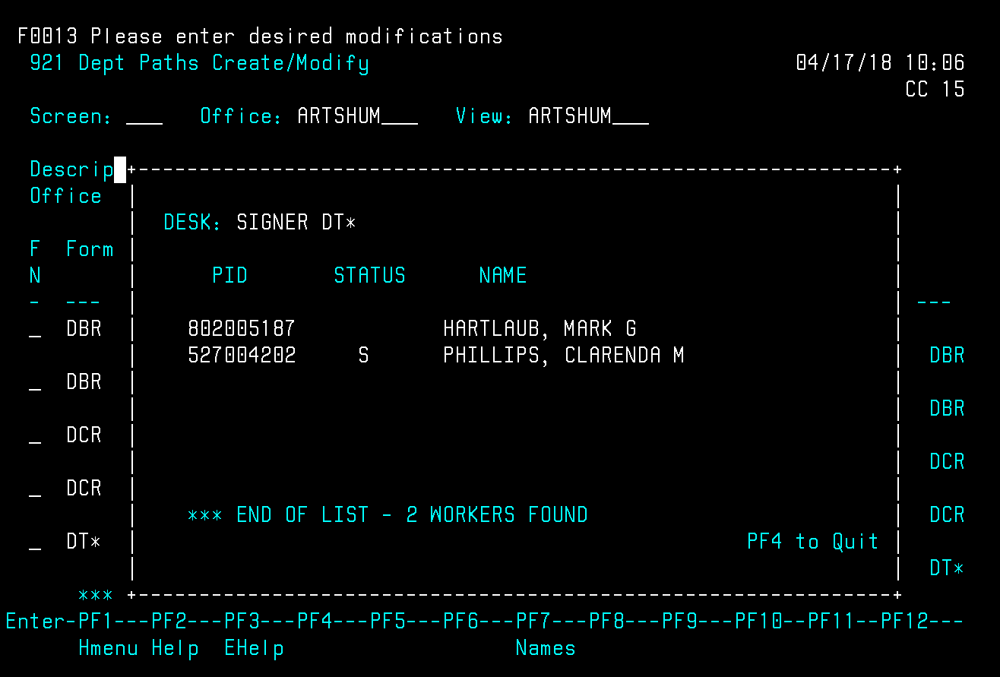 F0013 Please enter desired modifications
921 Dept Paths Create/Modify 04/17/18 10:06
CC 15
Screen: ___ Office: ARTSHUM___ View: ARTSHUM___
Descrip +---------------------------------------------------------------+
Office
DESK: SIGNER DT*
F Form
N PID STATUS NAME
- --- ---
_ DBR 802005187 HARTLAUB, MARK G
527004202 S PHILLIPS, CLARENDA M DBR
_ DBR
DBR
_ DCR
DCR
_ DCR
*** END OF LIST - 2 WORKERS FOUND DCR
_ DT* PF4 to Quit
DT*
*** +---------------------------------------------------------------+
Enter-PF1---PF2---PF3---PF4---PF5---PF6---PF7---PF8---PF9---PF10--PF11--PF12---
Hmenu Help EHelp Names